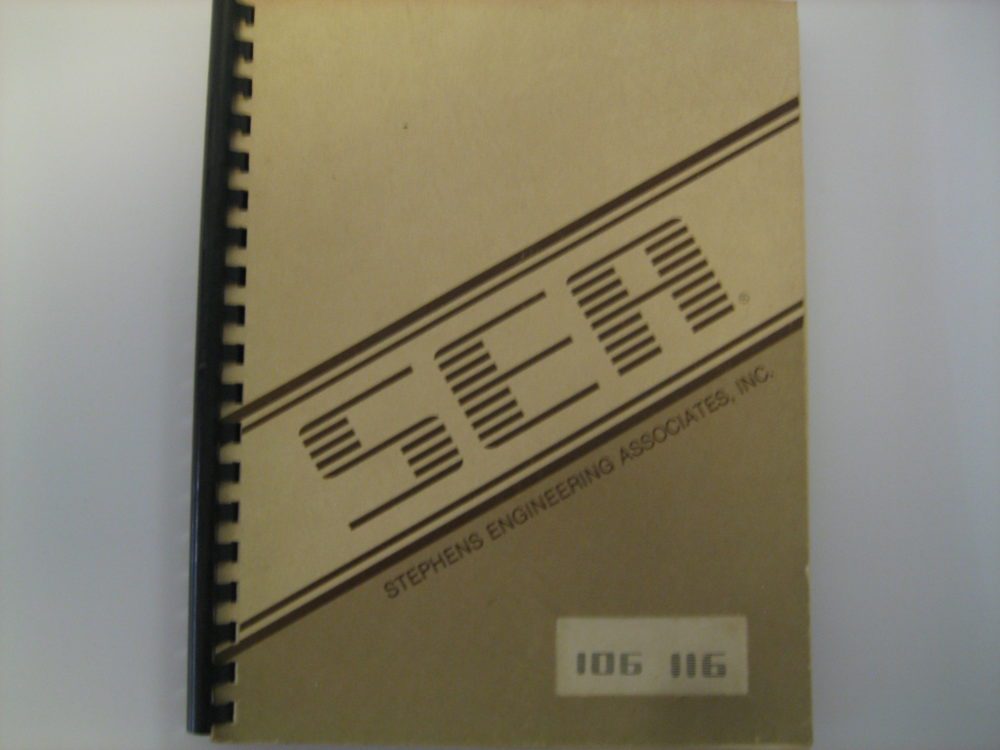 SEA®
STEPHENS ENGINEERING ASSOCIATES, INC.
106 116